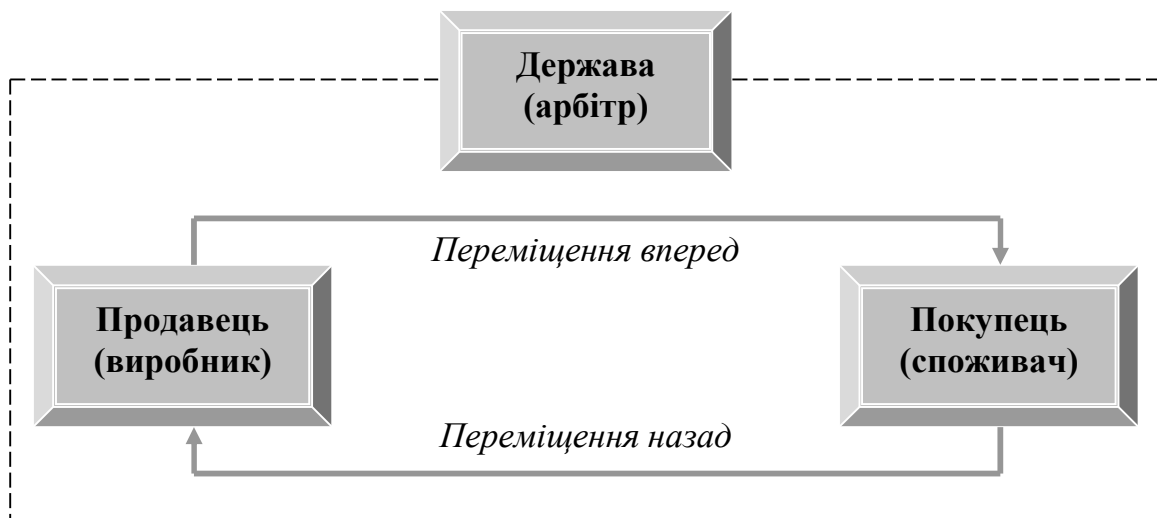 Держава
(арбітр)
Переміщення вперед
Продавець
(виробник)
Покупець
(споживач)
Переміщення назад